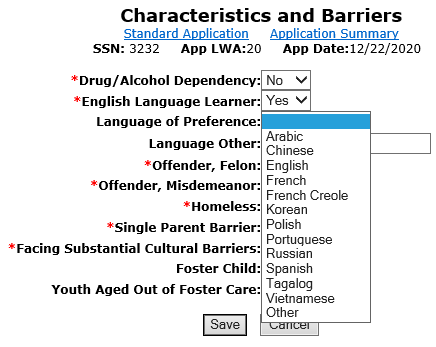 Characteristics and Barriers
Standard Application Application Summary
SSN: 3232 App LWA:20 App Date:12/22/2020
*Drug/Alcohol Dependency: No
*English Language Learner: Yes
Language of Preference:
Language Other:
*Offender, Felon:
*Offender, Misdemeanor:
*Homeless:
*Single Parent Barrier:
*Facing Substantial Cultural Barriers:
Foster Child:
Youth Aged Out of Foster Care:
Arabic
Chinese
English
French
French Creole
Korean
Polish
Portuguese
Russian
Spanish
Tagalog
Vietnamese
Other
Save Cancel